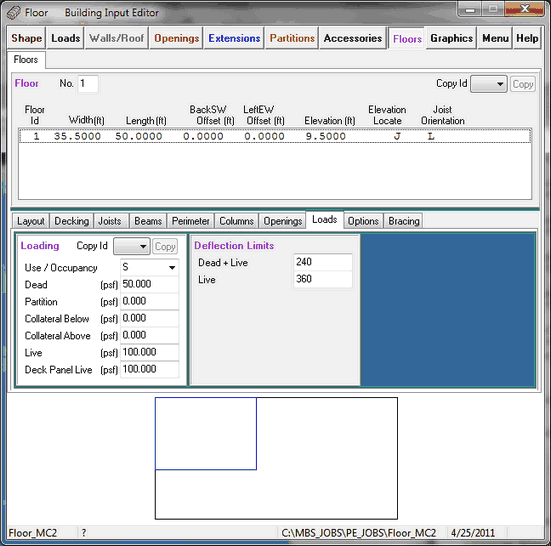 Floor Building Input Editor
Shape Loads Walls/Roof Openings Extensions Partitions Accessories Floors Graphics Menu Help
Floors
Floor No. 1 Copy Id Copy
Floor Id Width(ft) Length(ft) BackSW Offset (ft) LeftEW Offset (ft) Elevation (ft) Elevation Locate Joist Orientation
1 35.5000 50.0000 0.0000 0.0000 9.5000 J L
Layout Decking Joists Beams Perimeter Columns Openings Loads Options Bracing
Loading Copy Id Copy
Use / Occupancy S
Dead (psf) 50.000
Partition (psf) 0.000
Collateral Below (psf) 0.000
Collateral Above (psf) 0.000
Live (psf) 100.000
Deck Panel Live (psf) 100.000
Deflection Limits
Dead + Live 240
Live 360
Floor_MC2 ? C:\MBS_JOBS\PE_JOBS\Floor_MC2 4/25/2011